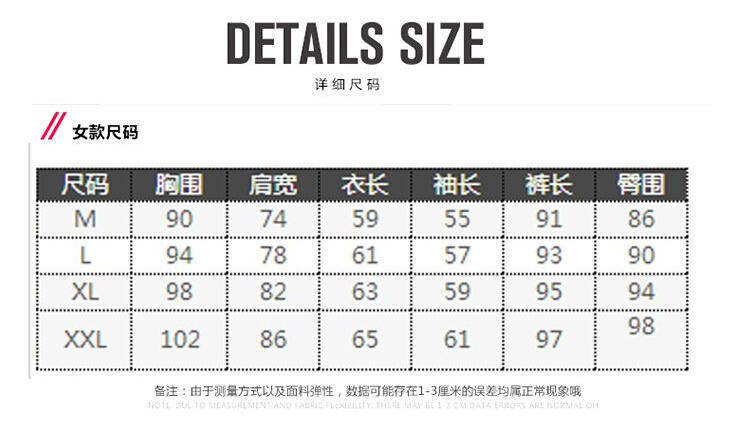 DETAILS SIZE
详细尺码
女款尺码
尺码 胸围 肩宽 衣长 袖长 裤长 臀围
M 90 74 59 55 91 86
L 94 78 61 57 93 90
XL 98 82 63 59 95 94
XXL 102 86 65 61 97 98
备注：由于测量方式以及面料弹性，数据可能存在1-3厘米的误差均属正常现象哦
NOTE: DUE TO MEASUREMENT AND FABRIC FLEXIBILITY, THERE MAY BE 1-3 CM DATA ERRORS ARE NORMAL OH